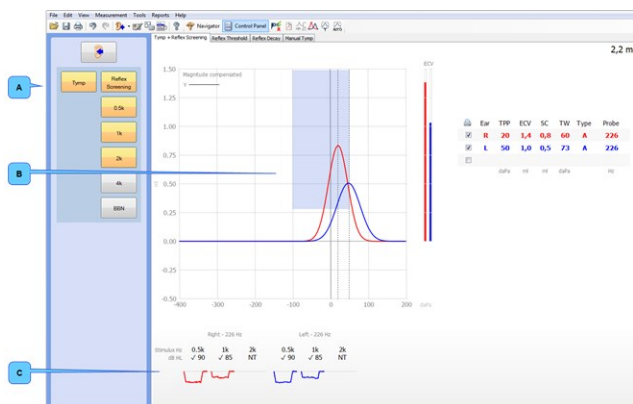 File Edit View Measurement Tools Reports Help
Navigator Control Panel
Tymp + Reflex Screening Reflex Threshold Reflex Decay Manual Tymp
2,2 m
A
Tymp
Reflex Screening
0.5k
1k
2k
4k
BBN
1.50
Magnitude compensated
Y
1.25
1.00
0.75
0.50
0.25
0.00
-0.25
-0.50
-400 -300 -200 -100 0 100 200 daPa
ECV
Ear TPP ECV SC TW Type Probe
R 20 1,4 0,8 60 A 226
L 50 1,0 0,5 73 A 226
daPa ml ml daPa Hz
B
Right - 226 Hz Left - 226 Hz
Stimulus Hz 0.5k 1k 2k 0.5k 1k 2k
dB HL ✓ 90 ✓ 85 NT ✓ 90 ✓ 85 NT
C